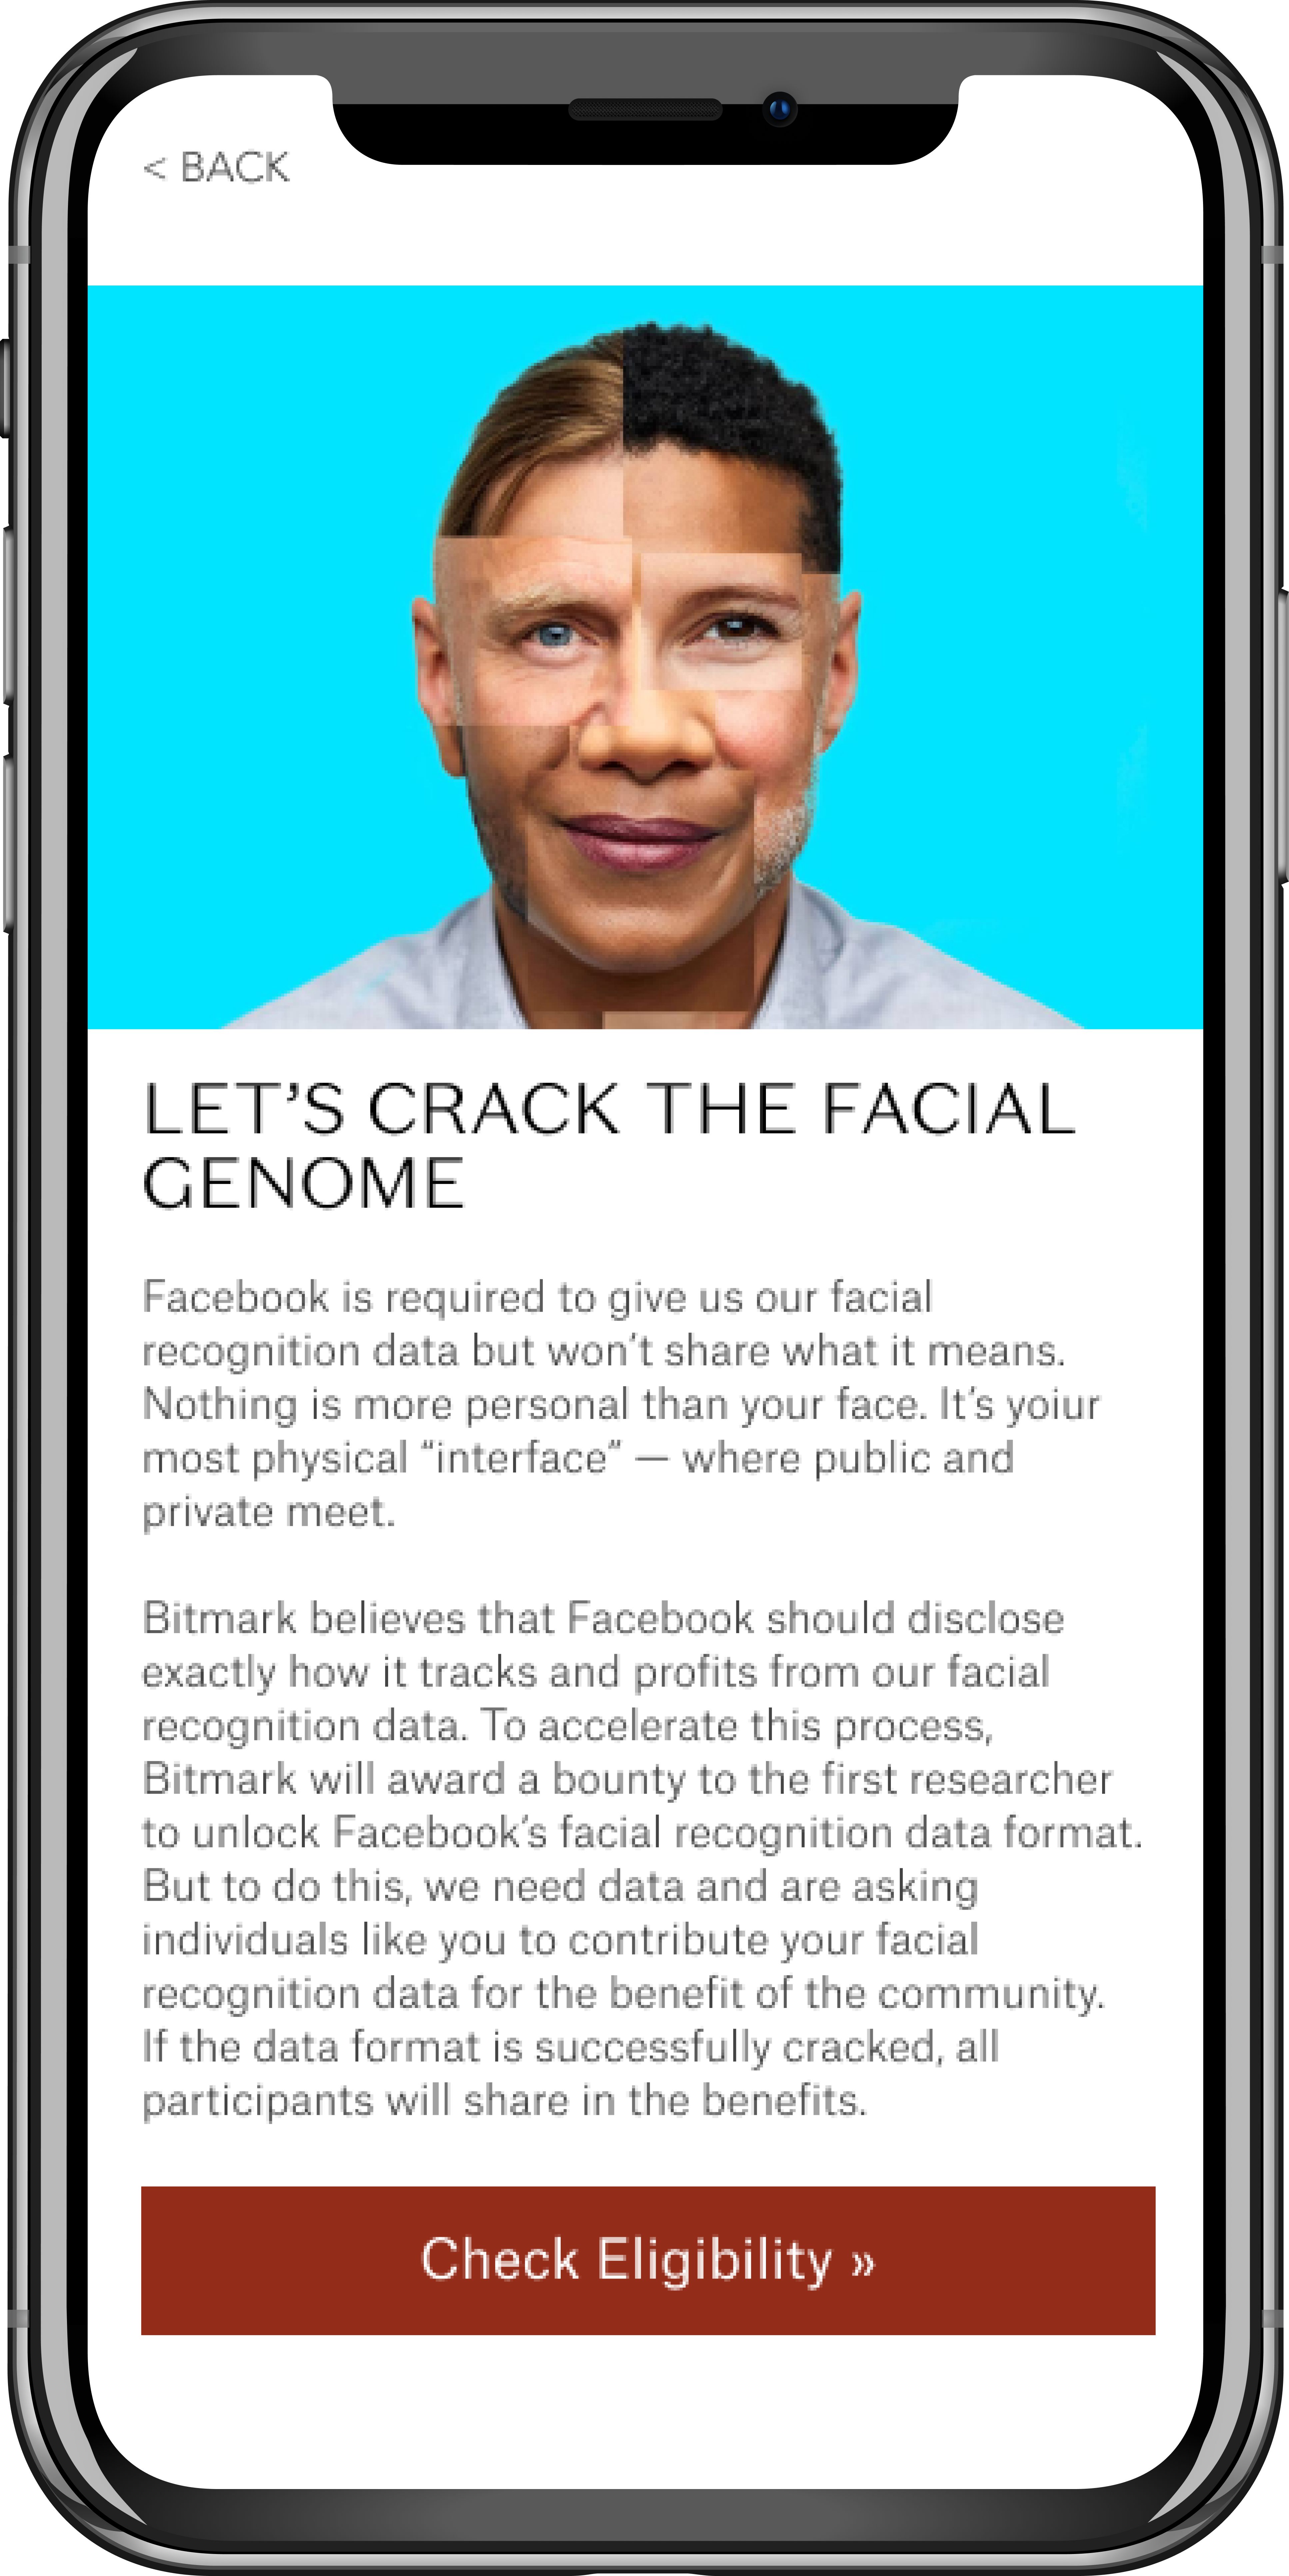 < BACK
LET’S CRACK THE FACIAL
GENOME
Facebook is required to give us our facial
recognition data but won’t share what it means.
Nothing is more personal than your face. It’s yoiur
most physical “interface” — where public and
private meet.
Bitmark believes that Facebook should disclose
exactly how it tracks and profits from our facial
recognition data. To accelerate this process,
Bitmark will award a bounty to the first researcher
to unlock Facebook’s facial recognition data format.
But to do this, we need data and are asking
individuals like you to contribute your facial
recognition data for the benefit of the community.
If the data format is successfully cracked, all
participants will share in the benefits.
Check Eligibility »